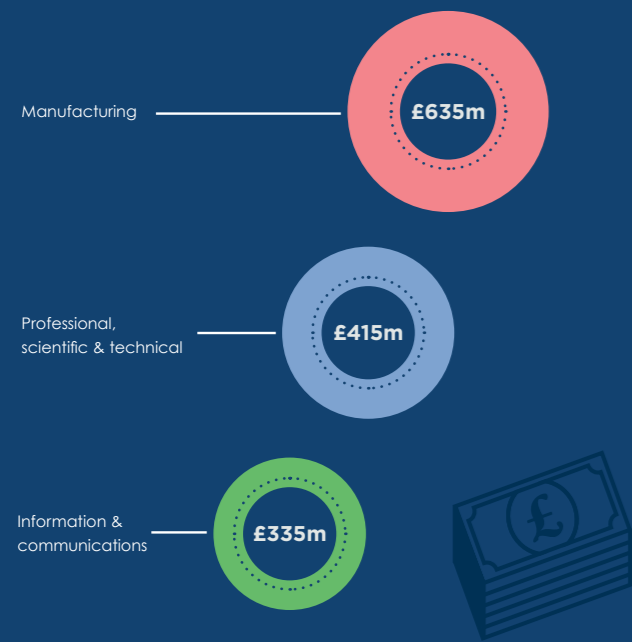 Manufacturing
£635m
Professional,
scientific & technical
£415m
Information &
communications
£335m
£